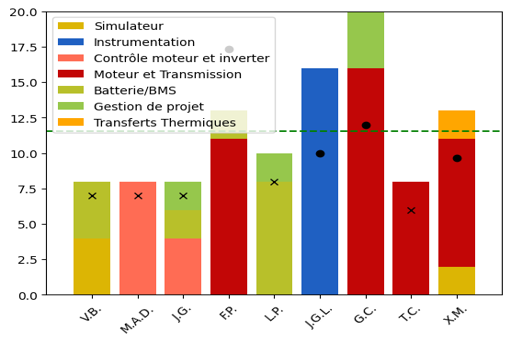 20.0
17.5
15.0
12.5
10.0
7.5
5.0
2.5
0.0
Simulateur
Instrumentation
Contrôle moteur et inverter
Moteur et Transmission
Batterie/BMS
Gestion de projet
Transferts Thermiques
V.B.
M.A.D.
J.G.
F.P.
L.P.
J.G.L.
G.C.
T.C.
X.M.